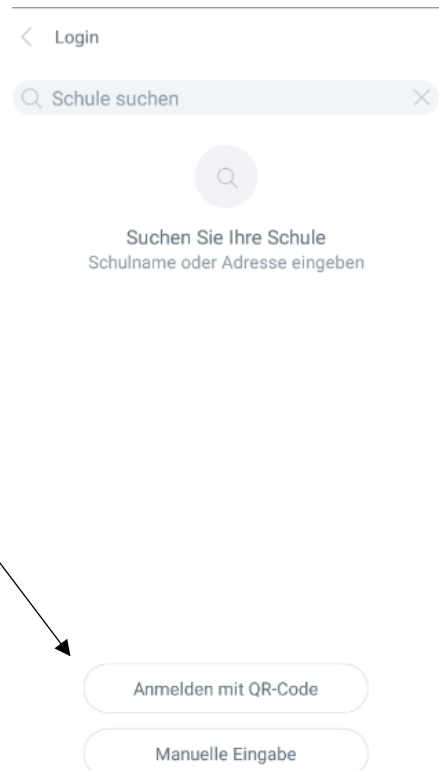 Login
Schule suchen
Suchen Sie Ihre Schule
Schulname oder Adresse eingeben
Anmelden mit QR-Code
Manuelle Eingabe